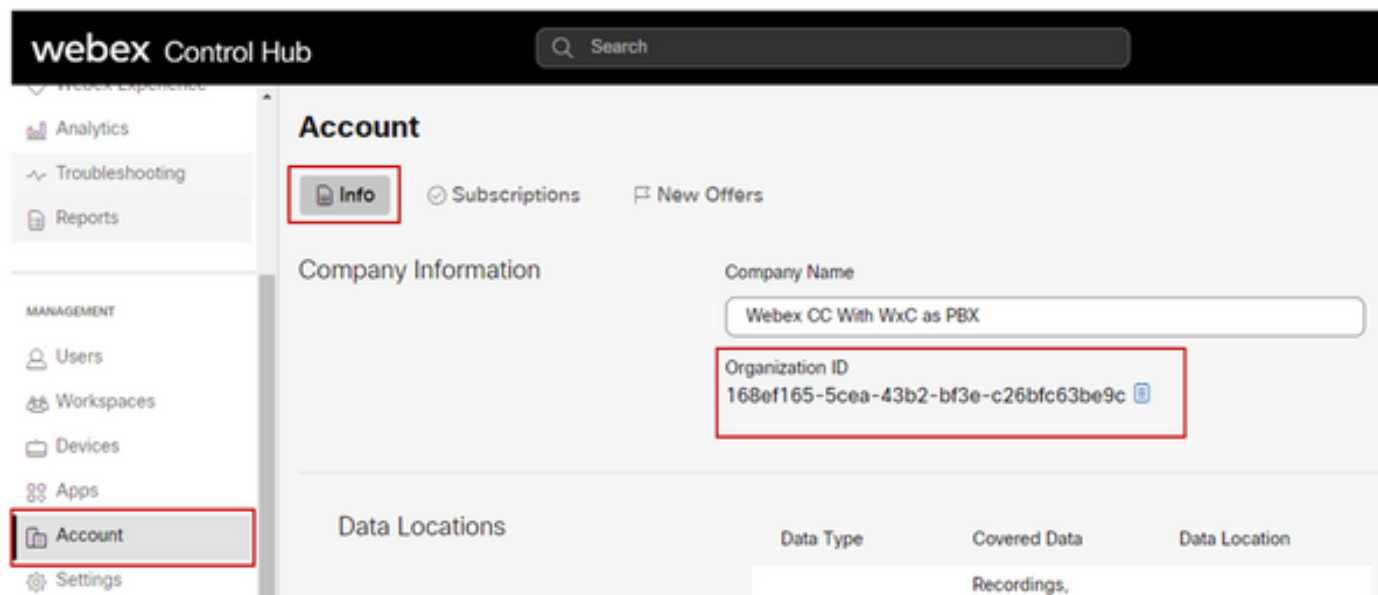 webex Control Hub
Search
Webex Experience
Analytics
Troubleshooting
Reports
MANAGEMENT
Users
Workspaces
Devices
Apps
Account
Settings
Account
Info
Subscriptions
New Offers
Company Information
Company Name
Webex CC With WxC as PBX
Organization ID
168ef165-5cea-43b2-bf3e-c26bfc63be9c
Data Locations
Data Type
Covered Data
Data Location
Recordings,